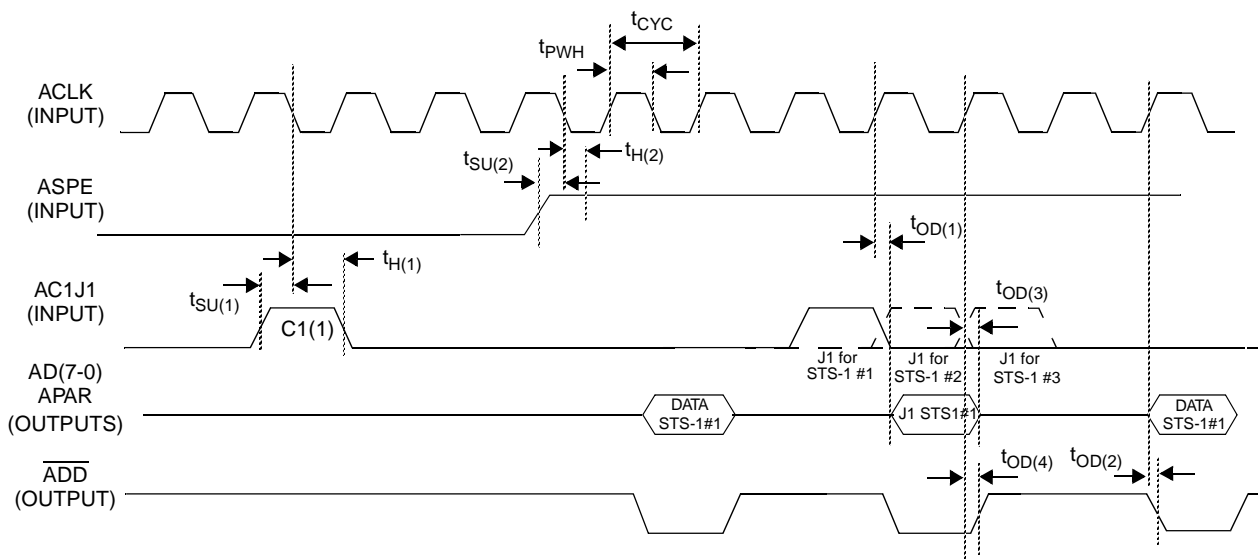 tCYC
tPWH
ACLK
(INPUT)
tSU(2)
tH(2)
ASPE
(INPUT)
tOD(1)
tH(1)
tSU(1)
AC1J1
(INPUT)
C1(1)
tOD(3)
J1 for
STS-1 #1
J1 for
STS-1 #2
J1 for
STS-1 #3
AD(7-0)
APAR
(OUTPUTS)
DATA
STS-1#1
J1 STS1#1
DATA
STS-1#1
ADD
(OUTPUT)
tOD(4)
tOD(2)